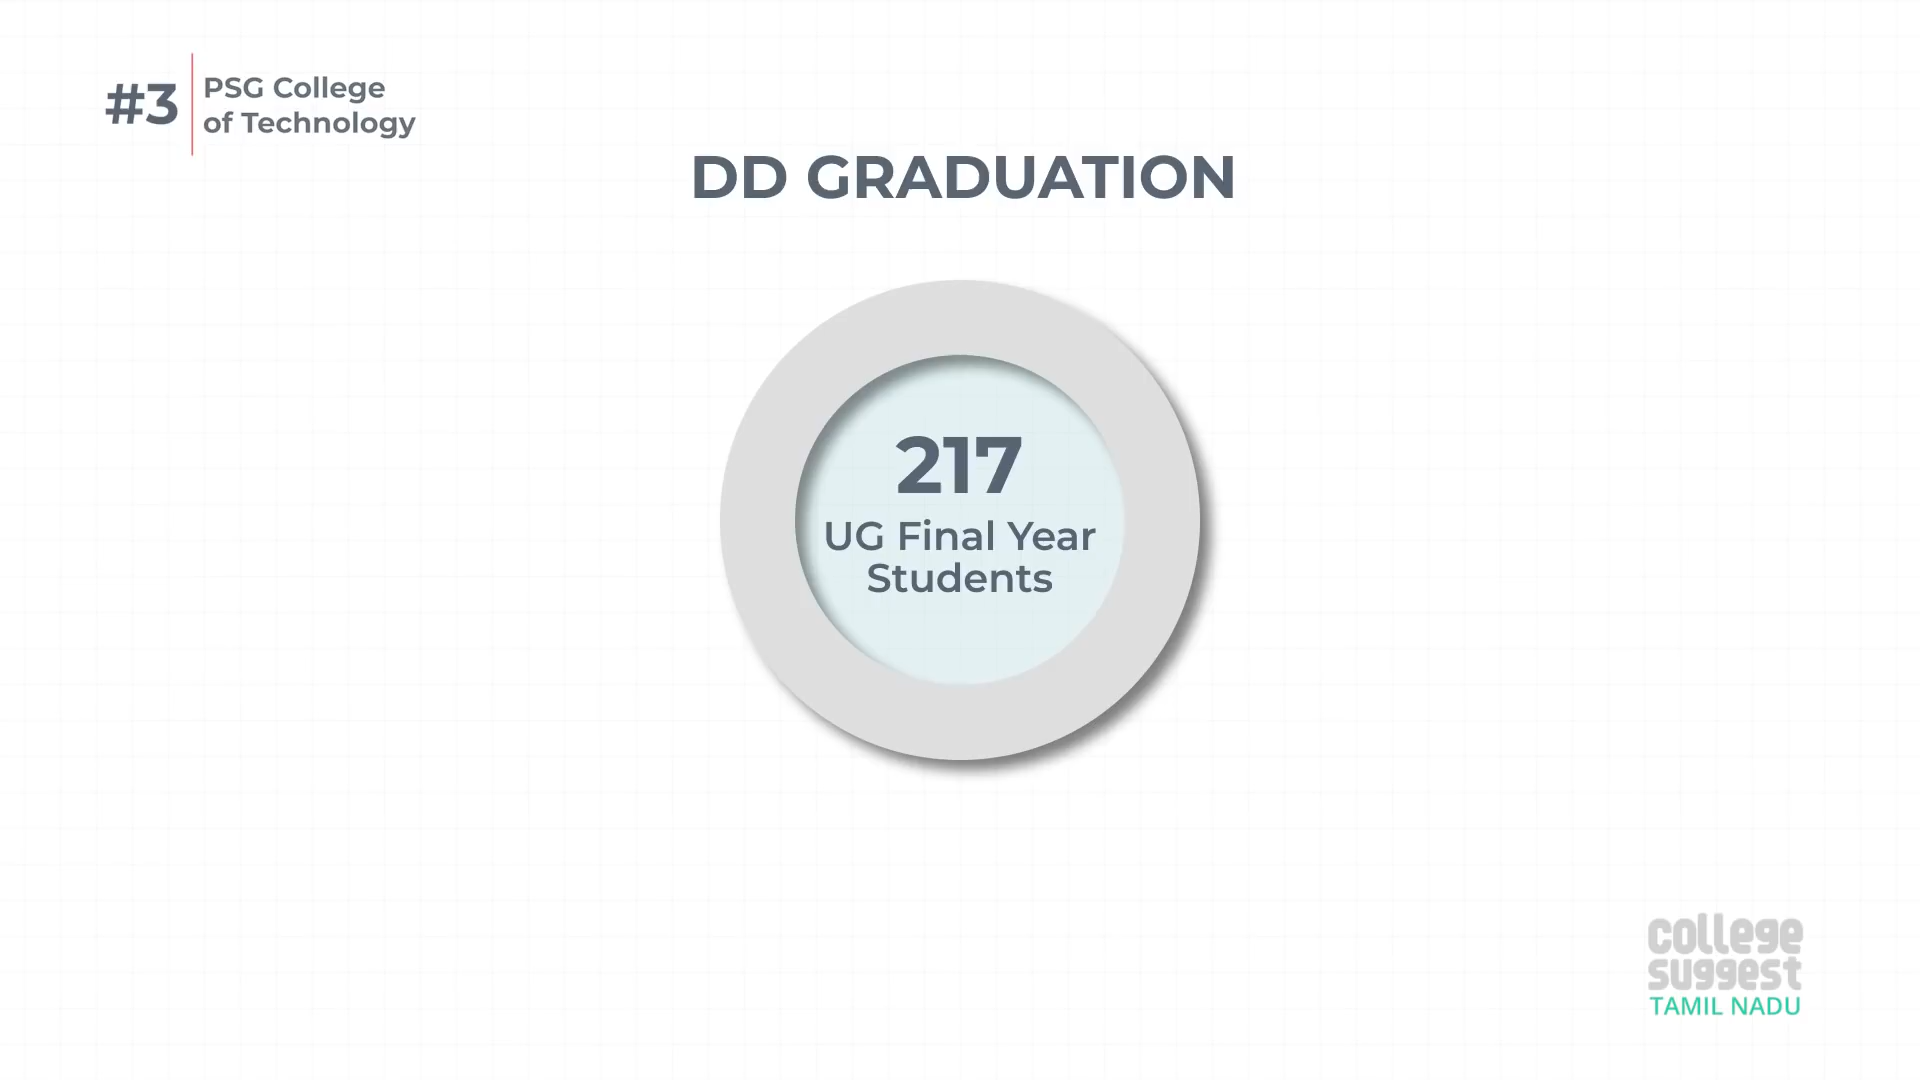 #3
PSG College
of Technology
DD GRADUATION
217
UG Final Year
Students
college
suggest
TAMIL NADU